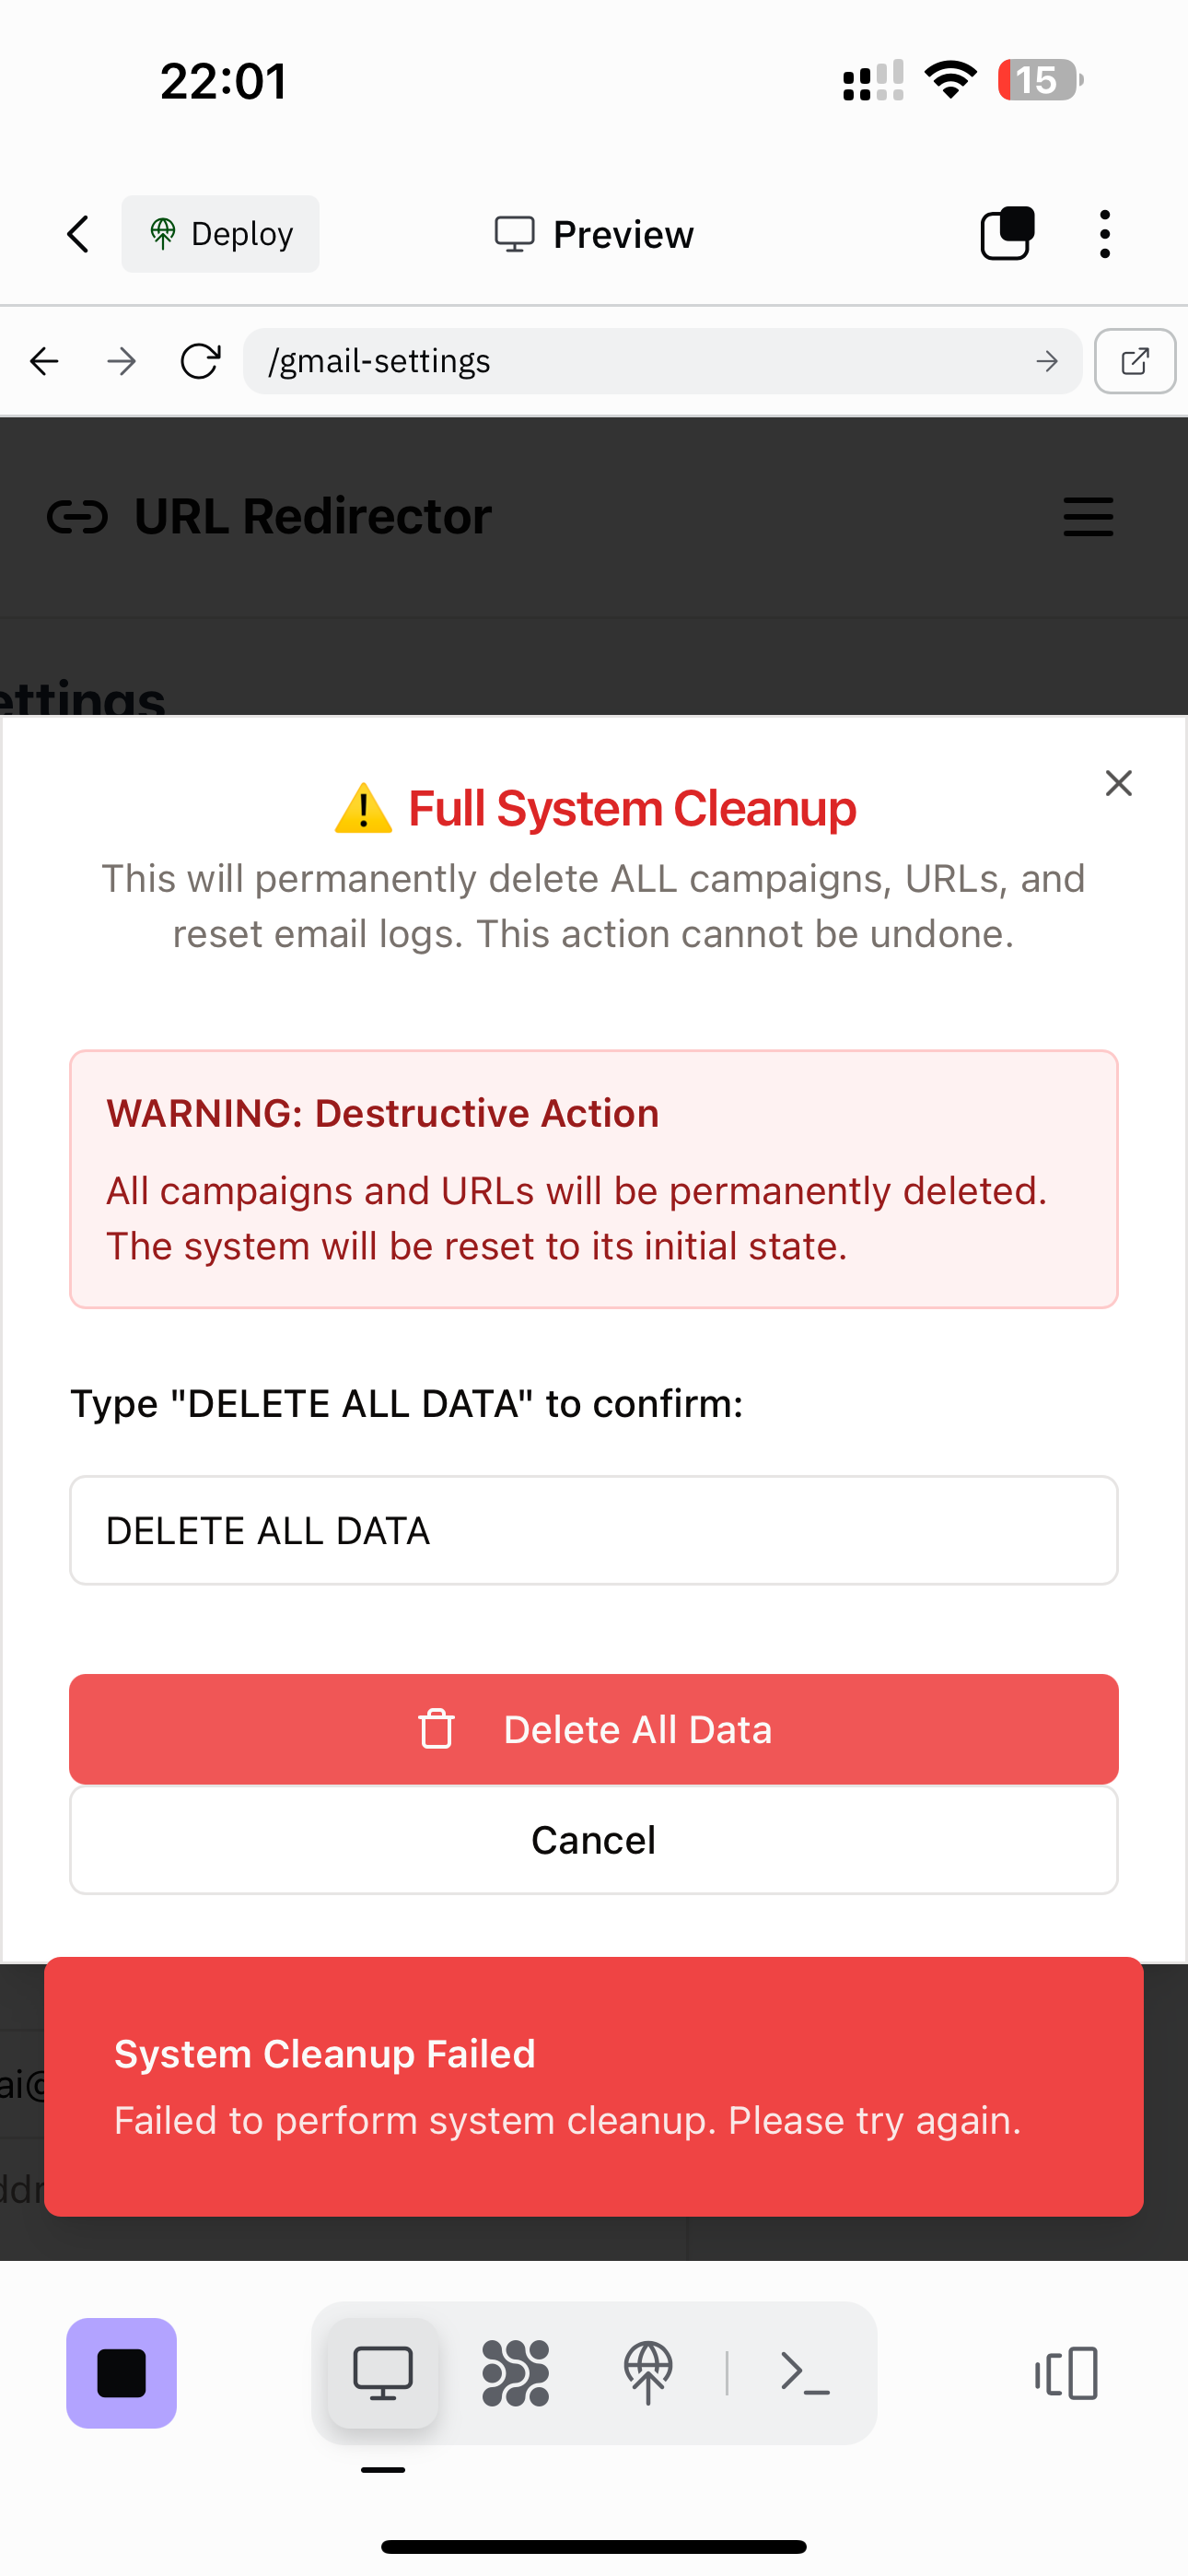 22:01
15
Deploy
Preview
/gmail-settings
URL Redirector
ettings
Full System Cleanup
This will permanently delete ALL campaigns, URLs, and
reset email logs. This action cannot be undone.
WARNING: Destructive Action
All campaigns and URLs will be permanently deleted.
The system will be reset to its initial state.
Type "DELETE ALL DATA" to confirm:
DELETE ALL DATA
Delete All Data
Cancel
System Cleanup Failed
ai@
Failed to perform system cleanup. Please try again.
ddr